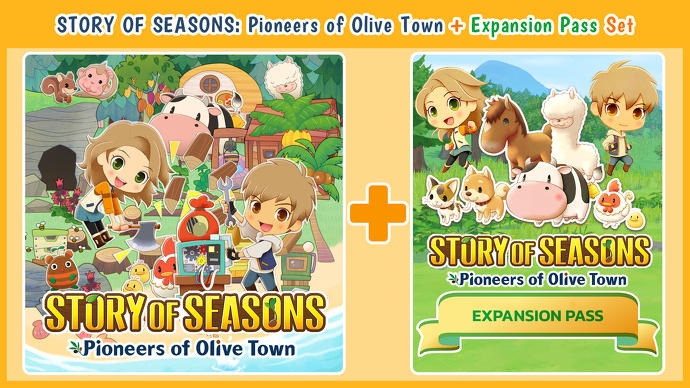 STORY OF SEASONS: Pioneers of Olive Town + Expansion Pass Set
STORY OF SEASONS
Pioneers of Olive Town
+
STORY OF SEASONS
Pioneers of Olive Town
EXPANSION PASS